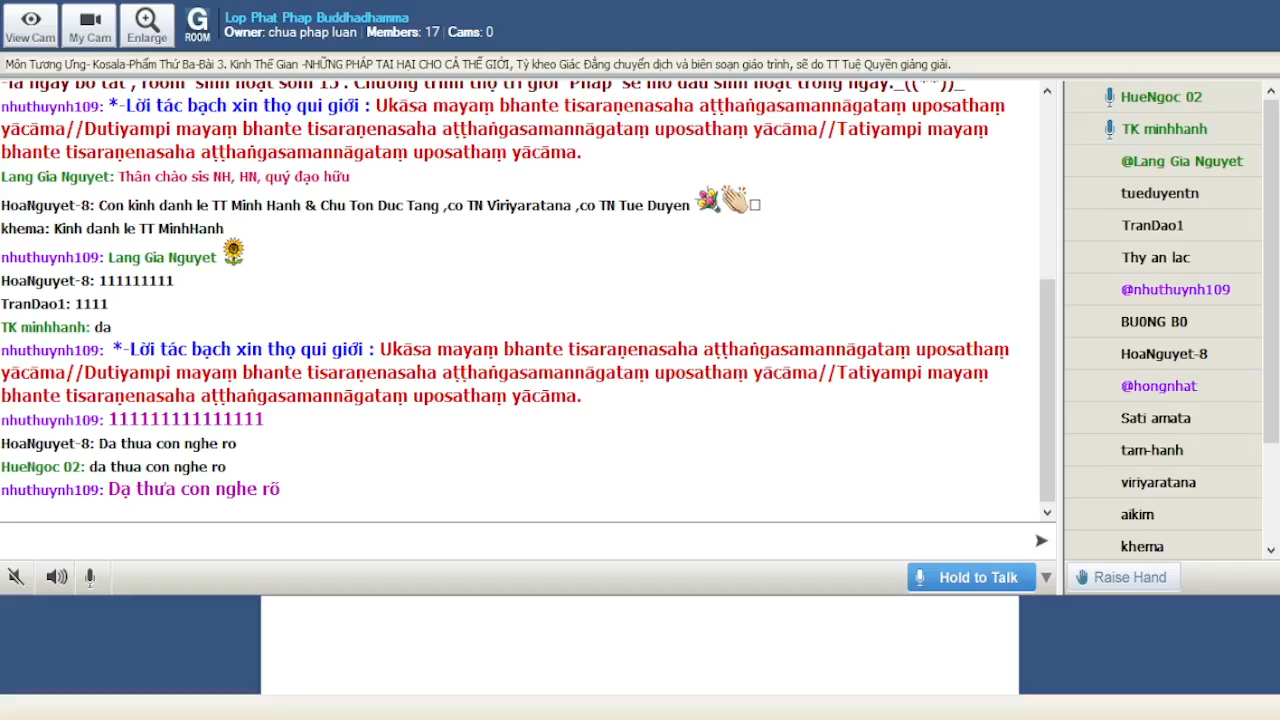 View Cam
My Cam
Enlarge
G
ROOM
Lop Phat Phap Buddhadhamma
Owner: chua phap luan | Members: 17 | Cams: 0
Môn Tương Ưng- Kosala-Phẩm Thứ Ba-Bài 3. Kinh Thế Gian -NHỮNG PHÁP TAI HẠI CHO CẢ THẾ GIỚI, Tỳ kheo Giác Đẳng chuyển dịch và biên soạn giáo trình, sẽ do TT Tuệ Quyền giảng giải.
nhuthuynh109: *-Lời tác bạch xin thọ qui giới : Ukāsa mayaṃ bhante tisaraṇenasaha aṭṭhaṅgasamannāgataṃ uposathaṃ
yācāma//Dutiyampi mayaṃ bhante tisaraṇenasaha aṭṭhaṅgasamannāgataṃ uposathaṃ yācāma//Tatiyampi mayaṃ
bhante tisaraṇenasaha aṭṭhaṅgasamannāgataṃ uposathaṃ yācāma.
Lang Gia Nguyet: Thân chào sis NH, HN, quý đạo hữu
HoaNguyet-8: Con kinh danh le TT Minh Hanh & Chu Ton Duc Tang ,co TN Viriyaratana ,co TN Tue Duyen
khema: Kinh danh le TT MinhHanh
nhuthuynh109: Lang Gia Nguyet
HoaNguyet-8: 111111111
TranDao1: 1111
TK minhhanh: da
nhuthuynh109: *-Lời tác bạch xin thọ qui giới : Ukāsa mayaṃ bhante tisaraṇenasaha aṭṭhaṅgasamannāgataṃ uposathaṃ
yācāma//Dutiyampi mayaṃ bhante tisaraṇenasaha aṭṭhaṅgasamannāgataṃ uposathaṃ yācāma//Tatiyampi mayaṃ
bhante tisaraṇenasaha aṭṭhaṅgasamannāgataṃ uposathaṃ yācāma.
nhuthuynh109: 111111111111111
HoaNguyet-8: Da thua con nghe ro
HueNgoc 02: da thua con nghe ro
nhuthuynh109: Dạ thưa con nghe rõ
Hold to Talk
HueNgoc 02
TK minhhanh
@Lang Gia Nguyet
tueduyentn
TranDao1
Thy an lac
@nhuthuynh109
BU0NG B0
HoaNguyet-8
@hongnhat
Sati amata
tam-hanh
viriyaratana
aikim
khema
Raise Hand